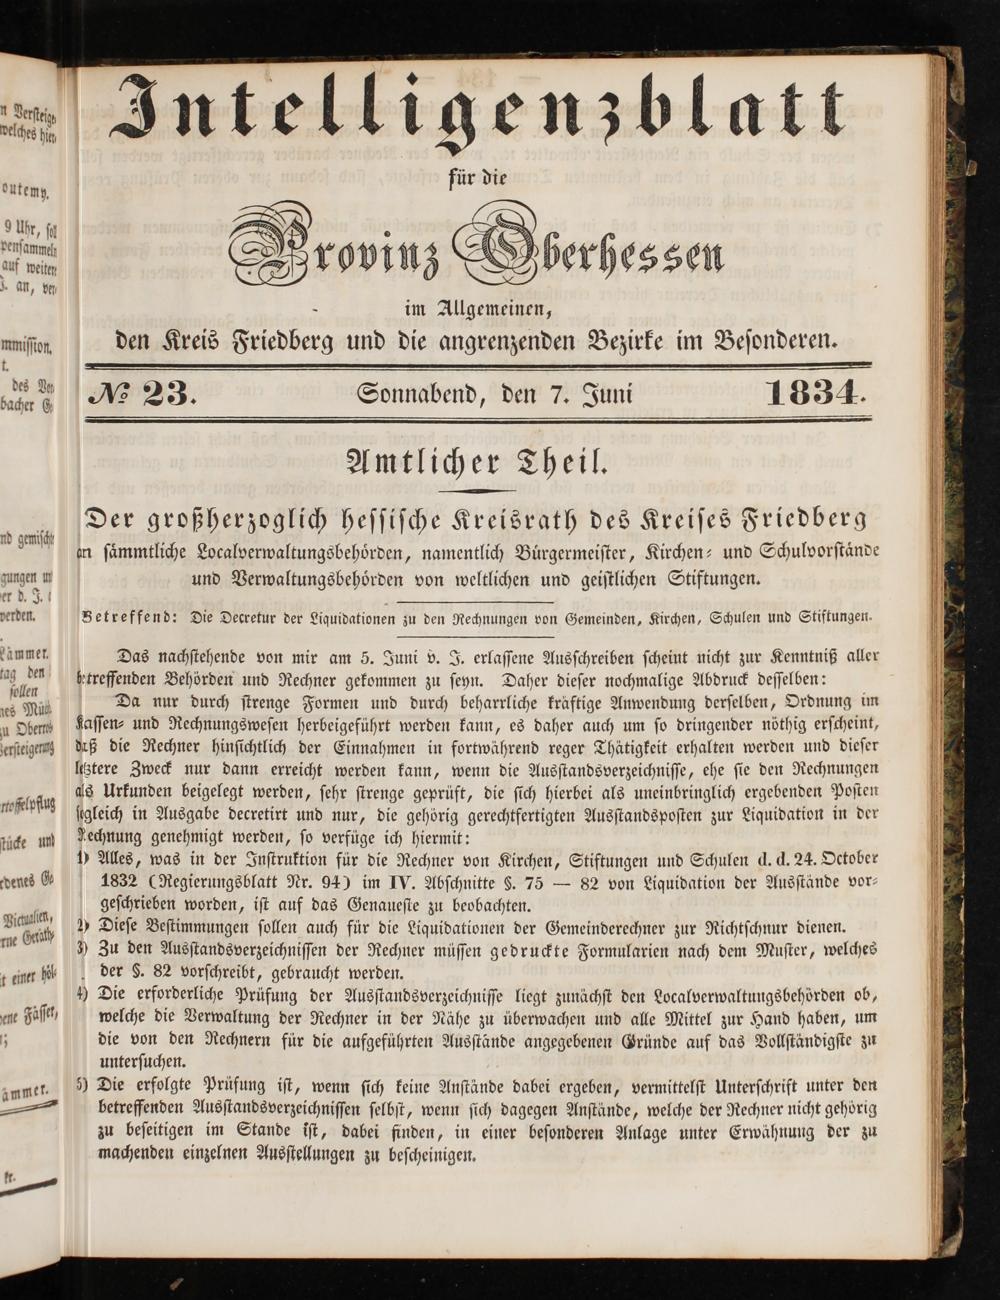 Intelligenzblatt
für die
Provinz Oberhessen
im Allgemeinen,
den Kreis Friedberg und die angrenzenden Bezirke im Besonderen.
№ 23. Sonnabend, den 7. Juni 1834.
Amtlicher Theil.
Der großherzoglich hessische Kreisrath des Kreises Friedberg
an sämmtliche Localverwaltungsbehörden, namentlich Bürgermeister, Kirchen- und Schulvorstände
und Verwaltungsbehörden von weltlichen und geistlichen Stiftungen.
Betreffend: Die Decretur der Liquidationen zu den Rechnungen von Gemeinden, Kirchen, Schulen und Stiftungen.
Das nachstehende von mir am 5. Juni v. J. erlassene Ausschreiben scheint nicht zur Kenntniß aller
betreffenden Behörden und Rechner gekommen zu seyn. Daher dieser nochmalige Abdruck desselben:
Da nur durch strenge Formen und durch beharrliche kräftige Anwendung derselben, Ordnung im
Kassen- und Rechnungswesen herbeigeführt werden kann, es daher auch um so dringender nöthig erscheint,
daß die Rechner hinsichtlich der Einnahmen in fortwährend reger Thätigkeit erhalten werden und dieser
letztere Zweck nur dann erreicht werden kann, wenn die Ausstandsverzeichnisse, ehe sie den Rechnungen
als Urkunden beigelegt werden, sehr strenge geprüft, die sich hierbei als uneinbringlich ergebenden Posten
sogleich in Ausgabe decretirt und nur, die gehörig gerechtfertigten Ausstandsposten zur Liquidation in der
Rechnung genehmigt werden, so verfüge ich hiermit:
1) Alles, was in der Instruktion für die Rechner von Kirchen, Stiftungen und Schulen d. d. 24. October
1832 (Regierungsblatt Nr. 94) im IV. Abschnitte §. 75 — 82 von Liquidation der Ausstände vor-
geschrieben worden, ist auf das Genaueste zu beobachten.
2) Diese Bestimmungen sollen auch für die Liquidationen der Gemeinderechner zur Richtschnur dienen.
3) Zu den Ausstandsverzeichnissen der Rechner müssen gedruckte Formularien nach dem Muster, welches
der §. 82 vorschreibt, gebraucht werden.
4) Die erforderliche Prüfung der Ausstandsverzeichnisse liegt zunächst den Localverwaltungsbehörden ob,
welche die Verwaltung der Rechner in der Nähe zu überwachen und alle Mittel zur Hand haben, um
die von den Rechnern für die aufgeführten Ausstände angegebenen Gründe auf das Vollständigste zu
untersuchen.
5) Die erfolgte Prüfung ist, wenn sich keine Anstände dabei ergeben, vermittelst Unterschrift unter den
betreffenden Ausstandsverzeichnissen selbst, wenn sich dagegen Anstände, welche der Rechner nicht gehörig
zu beseitigen im Stande ist, dabei finden, in einer besonderen Anlage unter Erwähnung der zu
machenden einzelnen Ausstellungen zu bescheinigen.